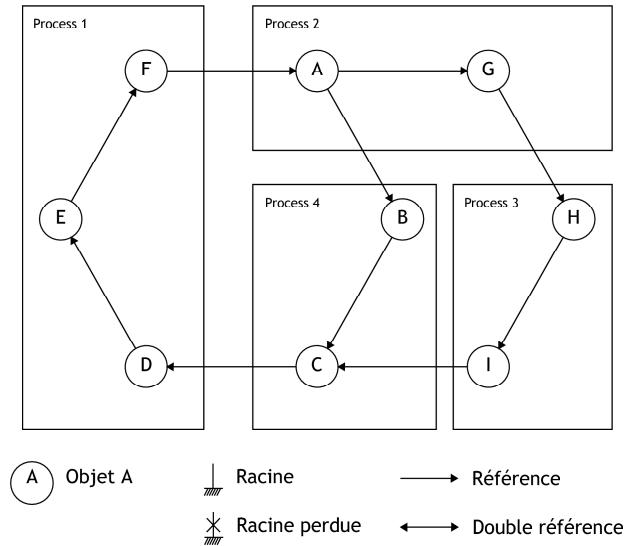 Process 1
Process 2
F
A
G
Process 4
Process 3
E
B
H
D
C
I
A
Objet A
Racine
Référence
Racine perdue
Double référence